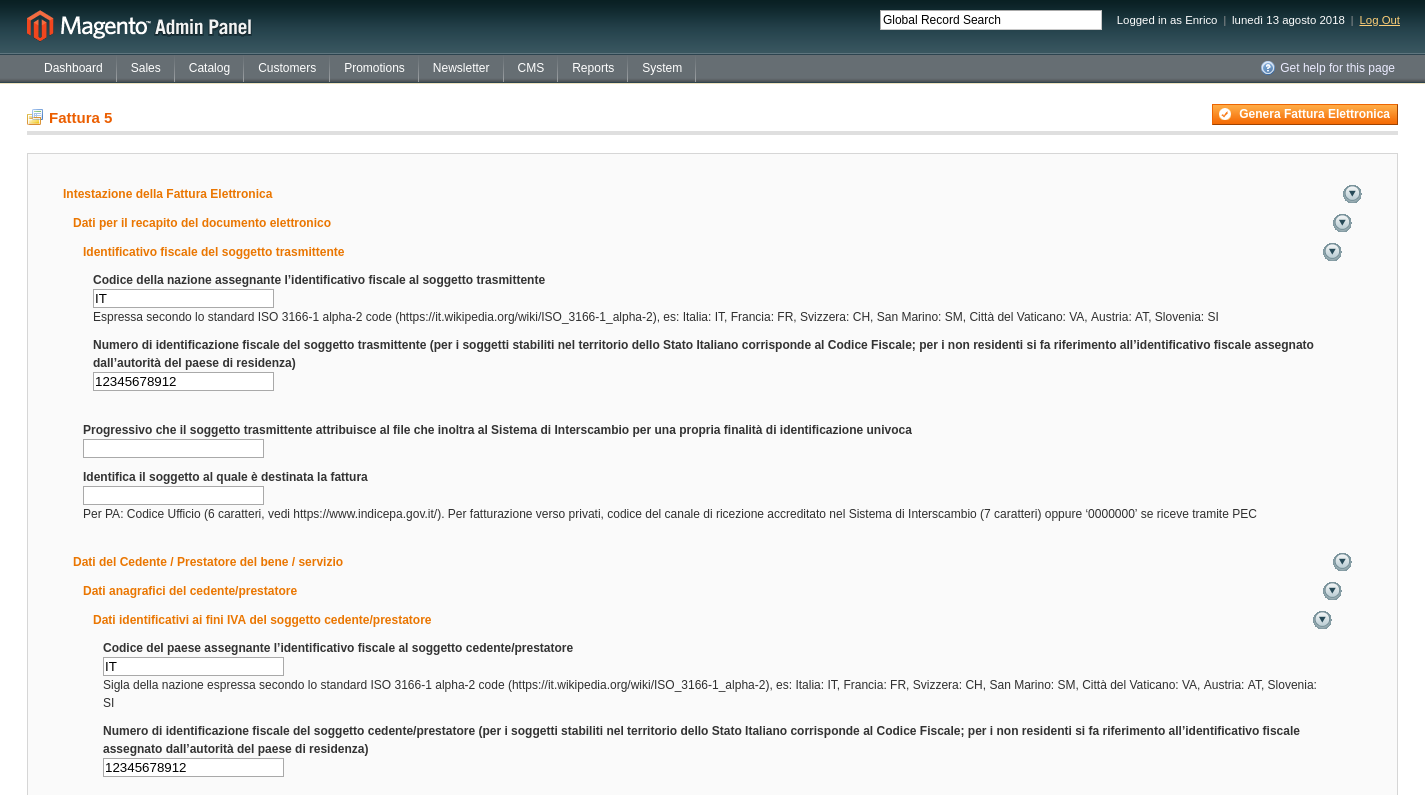 Magento™ Admin Panel
Global Record Search
Logged in as Enrico | lunedì 13 agosto 2018 | Log Out
Dashboard Sales Catalog Customers Promotions Newsletter CMS Reports System
Get help for this page
Fattura 5
Genera Fattura Elettronica
Intestazione della Fattura Elettronica
Dati per il recapito del documento elettronico
Identificativo fiscale del soggetto trasmittente
Codice della nazione assegnante l’identificativo fiscale al soggetto trasmittente
IT
Espressa secondo lo standard ISO 3166-1 alpha-2 code (https://it.wikipedia.org/wiki/ISO_3166-1_alpha-2), es: Italia: IT, Francia: FR, Svizzera: CH, San Marino: SM, Città del Vaticano: VA, Austria: AT, Slovenia: SI
Numero di identificazione fiscale del soggetto trasmittente (per i soggetti stabiliti nel territorio dello Stato Italiano corrisponde al Codice Fiscale; per i non residenti si fa riferimento all’identificativo fiscale assegnato
dall’autorità del paese di residenza)
12345678912
Progressivo che il soggetto trasmittente attribuisce al file che inoltra al Sistema di Interscambio per una propria finalità di identificazione univoca
Identifica il soggetto al quale è destinata la fattura
Per PA: Codice Ufficio (6 caratteri, vedi https://www.indicepa.gov.it/). Per fatturazione verso privati, codice del canale di ricezione accreditato nel Sistema di Interscambio (7 caratteri) oppure ‘0000000’ se riceve tramite PEC
Dati del Cedente / Prestatore del bene / servizio
Dati anagrafici del cedente/prestatore
Dati identificativi ai fini IVA del soggetto cedente/prestatore
Codice del paese assegnante l’identificativo fiscale al soggetto cedente/prestatore
IT
Sigla della nazione espressa secondo lo standard ISO 3166-1 alpha-2 code (https://it.wikipedia.org/wiki/ISO_3166-1_alpha-2), es: Italia: IT, Francia: FR, Svizzera: CH, San Marino: SM, Città del Vaticano: VA, Austria: AT, Slovenia:
SI
Numero di identificazione fiscale del soggetto cedente/prestatore (per i soggetti stabiliti nel territorio dello Stato Italiano corrisponde al Codice Fiscale; per i non residenti si fa riferimento all’identificativo fiscale
assegnato dall’autorità del paese di residenza)
12345678912